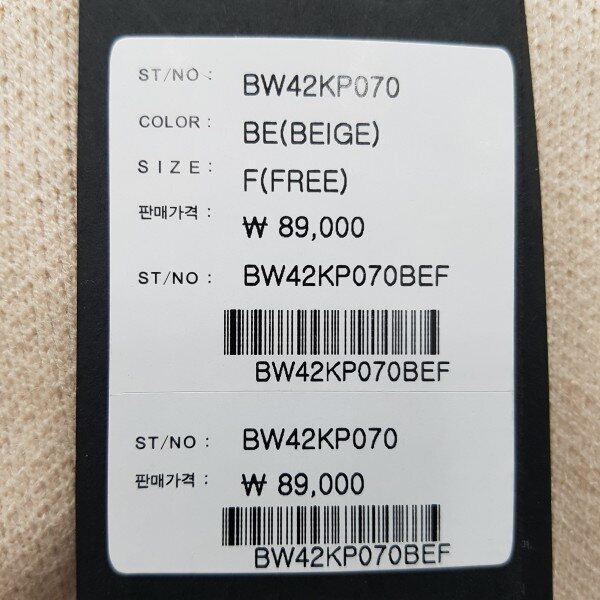 ST/NO : BW42KP070
COLOR : BE(BEIGE)
SIZE : F(FREE)
판매가격 : ₩ 89,000
ST/NO : BW42KP070BEF
BW42KP070BEF
ST/NO : BW42KP070
판매가격 : ₩ 89,000
BW42KP070BEF